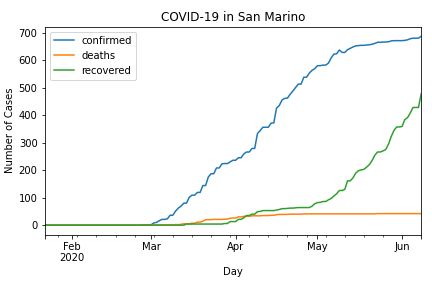 COVID-19 in San Marino
confirmed
deaths
recovered
Number of Cases
700
600
500
400
300
200
100
0
Feb
2020
Mar
Apr
May
Jun
Day